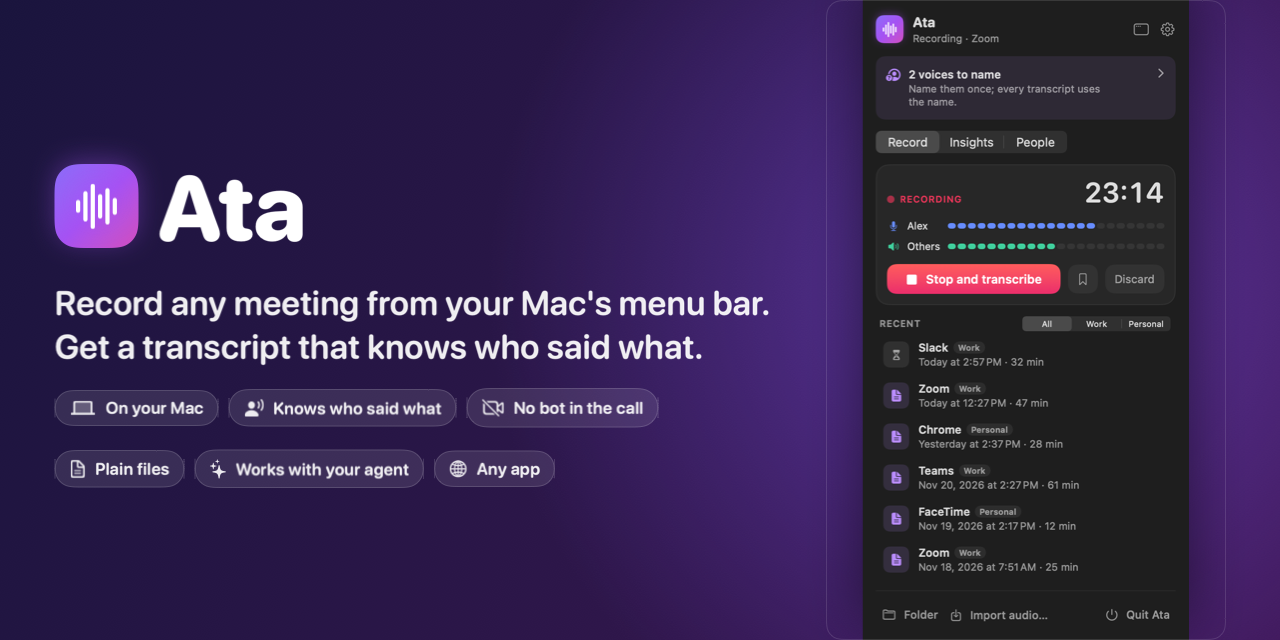 Ata
Record any meeting from your Mac's menu bar.
Get a transcript that knows who said what.
On your Mac
Knows who said what
No bot in the call
Plain files
Works with your agent
Any app
Ata
Recording · Zoom
2 voices to name
Name them once; every transcript uses
the name.
Record
Insights
People
RECORDING
23:14
Alex
Others
Stop and transcribe
Discard
RECENT
All
Work
Personal
Slack Work
Today at 2:57 PM · 32 min
Zoom Work
Today at 12:27 PM · 47 min
Chrome Personal
Yesterday at 2:37 PM · 28 min
Teams Work
Nov 20, 2026 at 2:27 PM · 61 min
FaceTime Personal
Nov 19, 2026 at 2:17 PM · 12 min
Zoom Work
Nov 18, 2026 at 7:51 AM · 25 min
Folder
Import audio...
Quit Ata